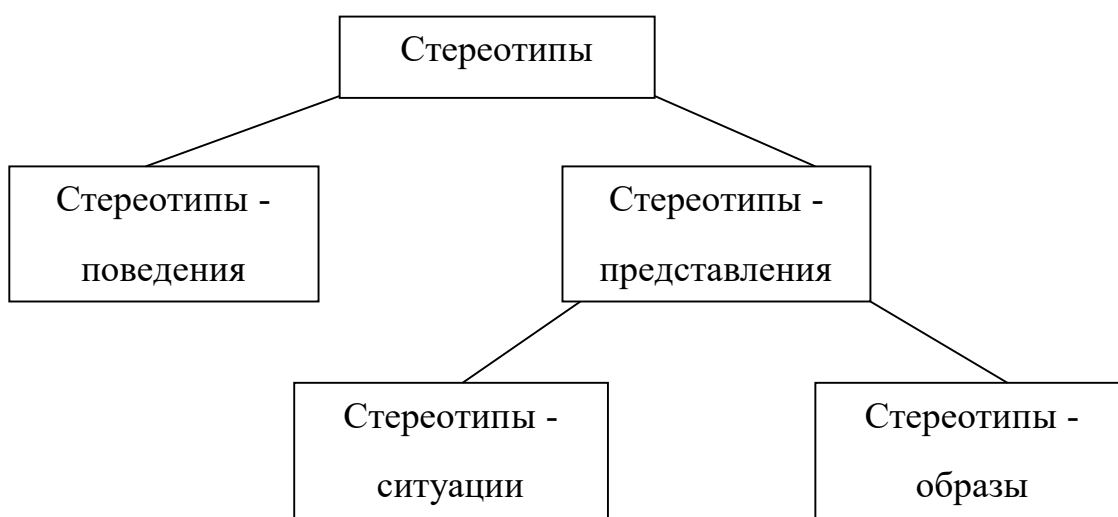 Стереотипы
Стереотипы -
поведения
Стереотипы -
представления
Стереотипы -
ситуации
Стереотипы -
образы